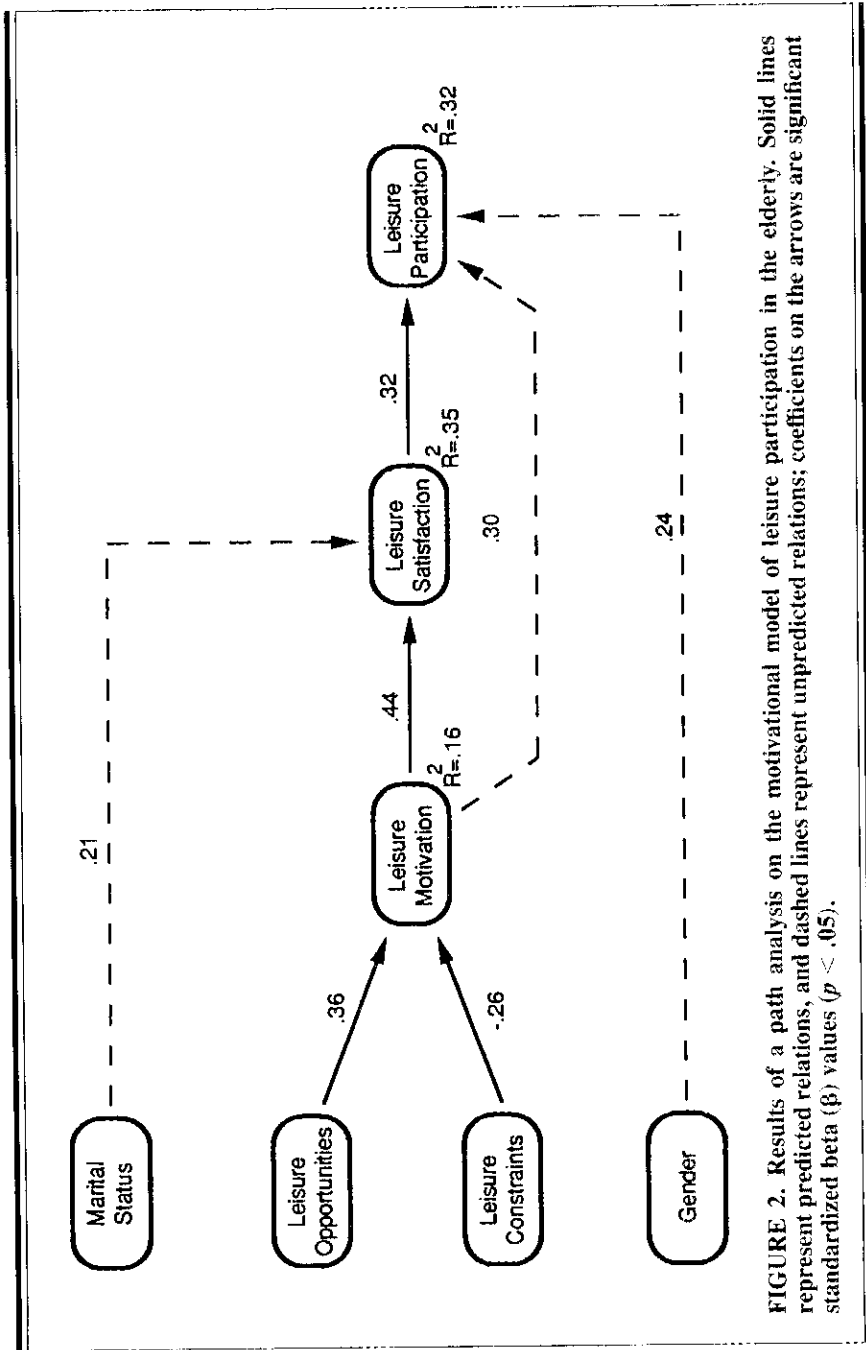 Marital
Status
.21
Leisure
Opportunities
.36
Leisure
Constraints
-.26
Leisure
Motivation
2
R=.16
.44
Leisure
Satisfaction
2
R=.35
.32
Leisure
Participation
2
R=.32
.30
Gender
.24
FIGURE 2. Results of a path analysis on the motivational model of leisure participation in the elderly. Solid lines
represent predicted relations, and dashed lines represent unpredicted relations; coefficients on the arrows are significant
standardized beta (β) values (p < .05).